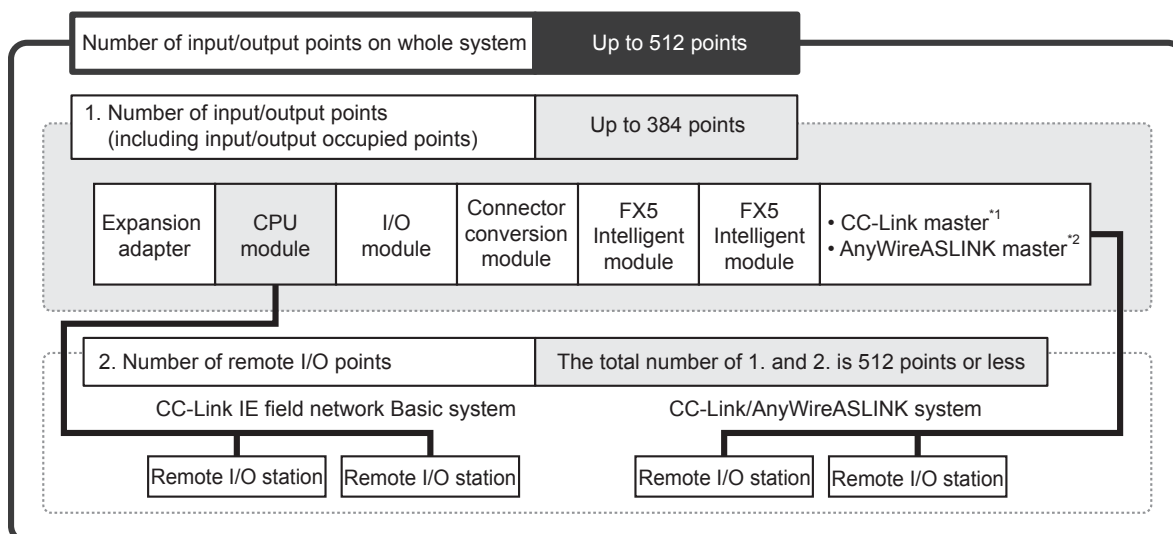 Number of input/output points on whole system
Up to 512 points
1. Number of input/output points
(including input/output occupied points)
Up to 384 points
Expansion
adapter
CPU
module
I/O
module
Connector
conversion
module
FX5
Intelligent
module
FX5
Intelligent
module
• CC-Link master*1
• AnyWireASLINK master*2
2. Number of remote I/O points
The total number of 1. and 2. is 512 points or less
CC-Link IE field network Basic system
CC-Link/AnyWireASLINK system
Remote I/O station
Remote I/O station
Remote I/O station
Remote I/O station